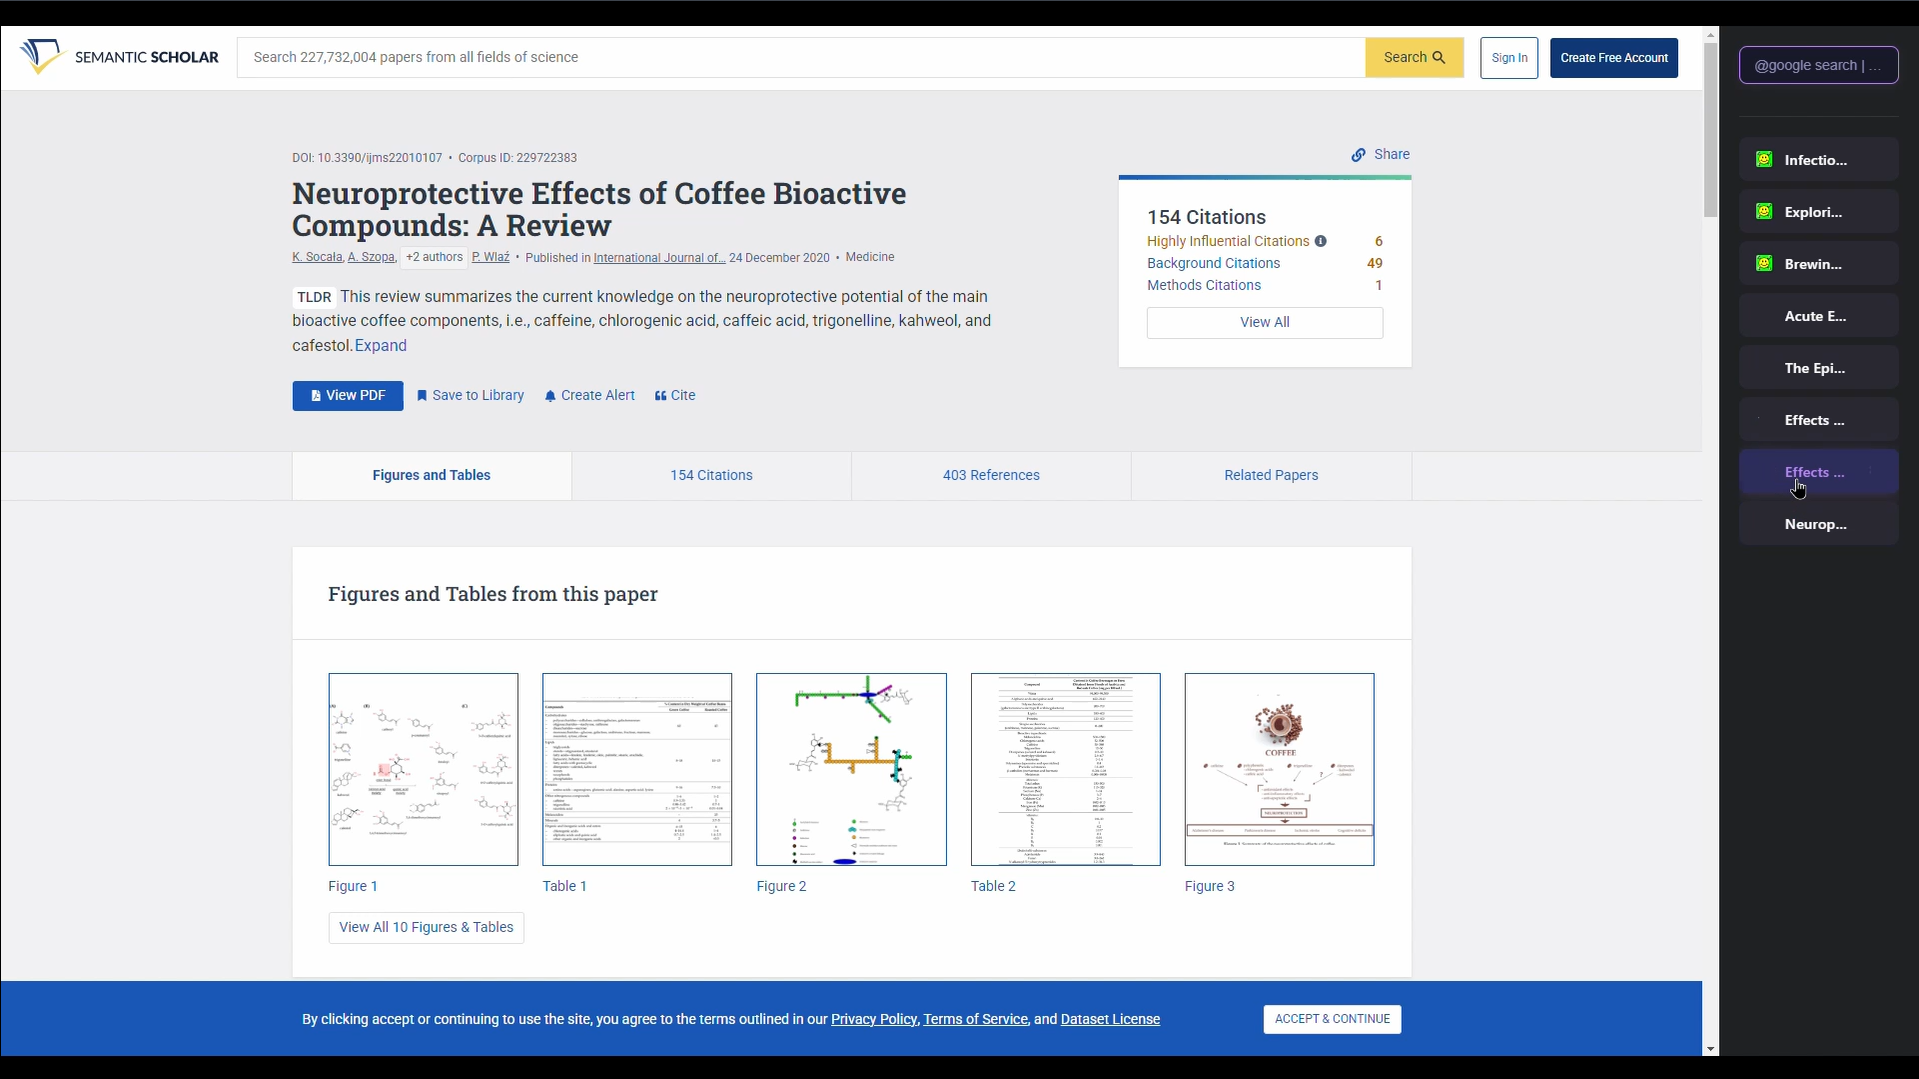 SEMANTIC SCHOLAR
Search 227,732,004 papers from all fields of science
Search
Sign In
Create Free Account
DOI: 10.3390/ijms22010107 • Corpus ID: 229722383
Neuroprotective Effects of Coffee Bioactive
Compounds: A Review
K. Socała, A. Szopa, +2 authors P. Wlaź • Published in International Journal of... 24 December 2020 • Medicine
TLDR This review summarizes the current knowledge on the neuroprotective potential of the main
bioactive coffee components, i.e., caffeine, chlorogenic acid, caffeic acid, trigonelline, kahweol, and
cafestol. Expand
View PDF
Save to Library
Create Alert
Cite
Share
154 Citations
Highly Influential Citations 6
Background Citations 49
Methods Citations 1
View All
Figures and Tables
154 Citations
403 References
Related Papers
Figures and Tables from this paper
COFFEE
Figure 1
Table 1
Figure 2
Table 2
Figure 3
View All 10 Figures & Tables
By clicking accept or continuing to use the site, you agree to the terms outlined in our Privacy Policy, Terms of Service, and Dataset License
ACCEPT & CONTINUE
@google search | ...
Infectio...
Explori...
Brewin...
Acute E...
The Epi...
Effects ...
Effects ...
Neurop...